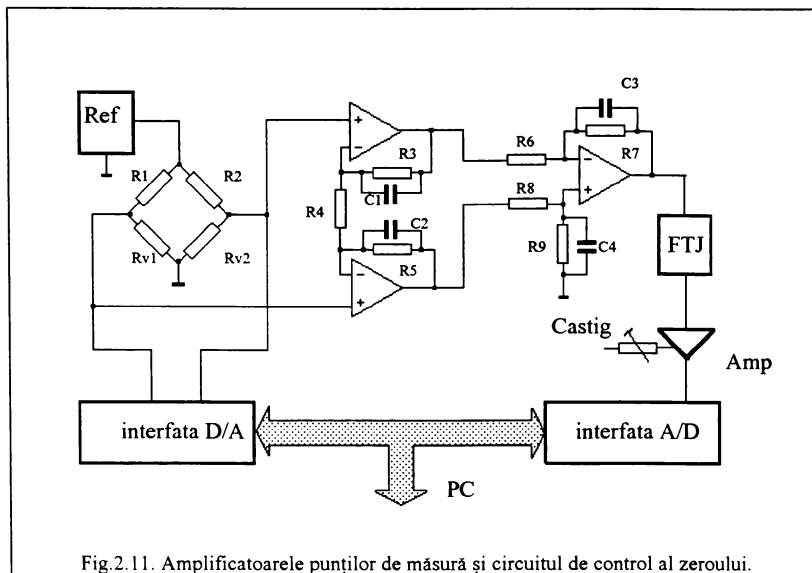 Ref
C3
R1
R2
R3
R6
R7
C1
R4
R8
C2
Rv1
Rv2
R5
R9
C4
FTJ
Castig
Amp
interfata D/A
interfata A/D
PC
Fig.2.11. Amplificatoarele punților de măsură și circuitul de control al zeroului.